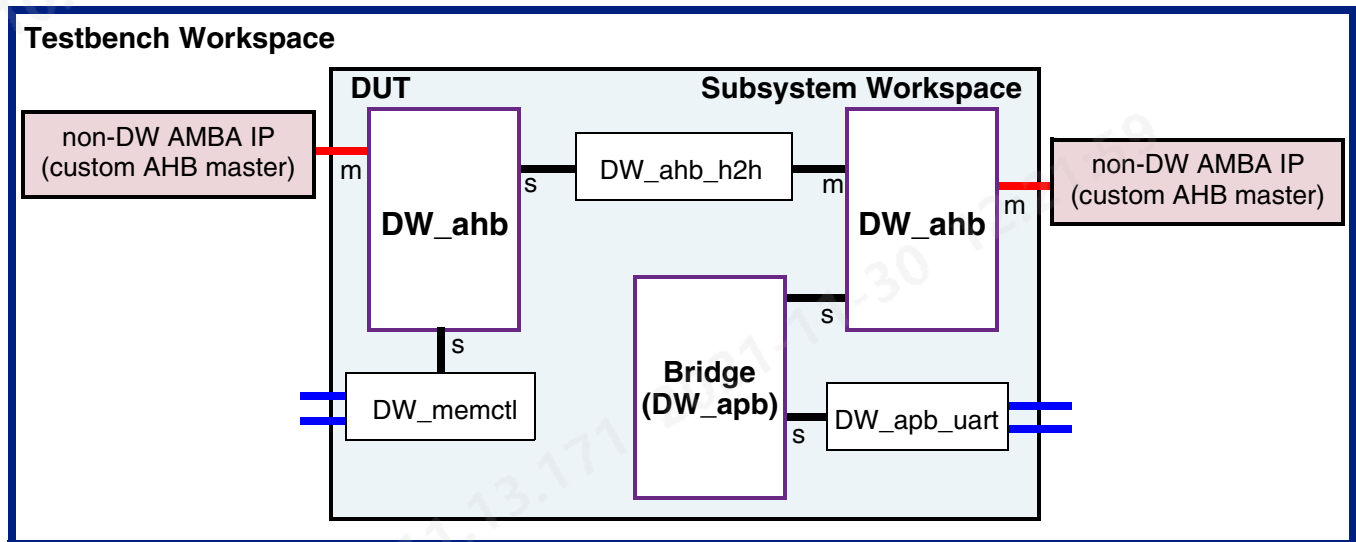 Testbench Workspace
DUT
Subsystem Workspace
non-DW AMBA IP
(custom AHB master)
m
DW_ahb
s
DW_ahb_h2h
m
DW_ahb
m
non-DW AMBA IP
(custom AHB master)
s
s
DW_memctl
Bridge
(DW_apb)
s
DW_apb_uart